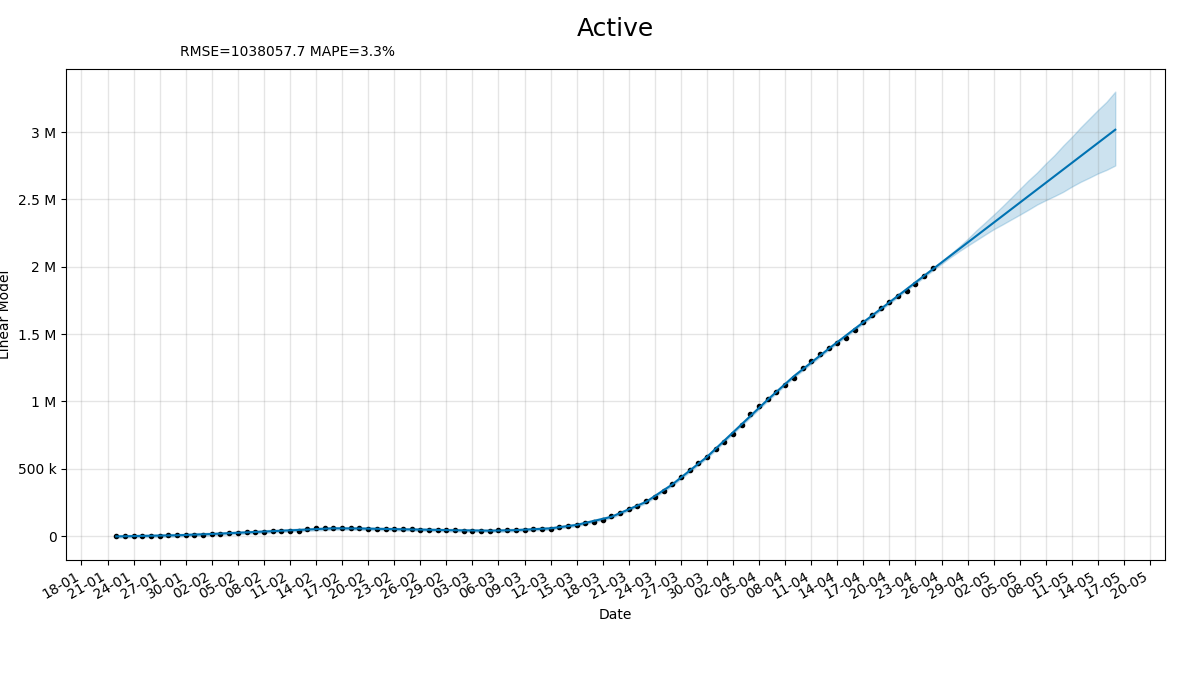 Active
RMSE=1038057.7 MAPE=3.3%
3 M
2.5 M
2 M
1.5 M
1 M
500 k
0
Linear Model
18-01 21-01 24-01 27-01 30-01 02-02 05-02 08-02 11-02 14-02 17-02 20-02 23-02 26-02 29-02 03-03 06-03 09-03 12-03 15-03 18-03 21-03 24-03 27-03 30-03 02-04 05-04 08-04 11-04 14-04 17-04 20-04 23-04 26-04 29-04 02-05 05-05 08-05 11-05 14-05 17-05 20-05
Date